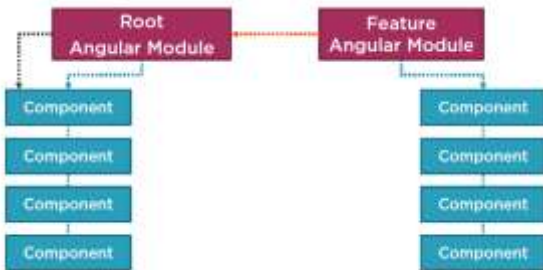 Root
Angular Module
Feature
Angular Module
Component
Component
Component
Component
Component
Component
Component
Component